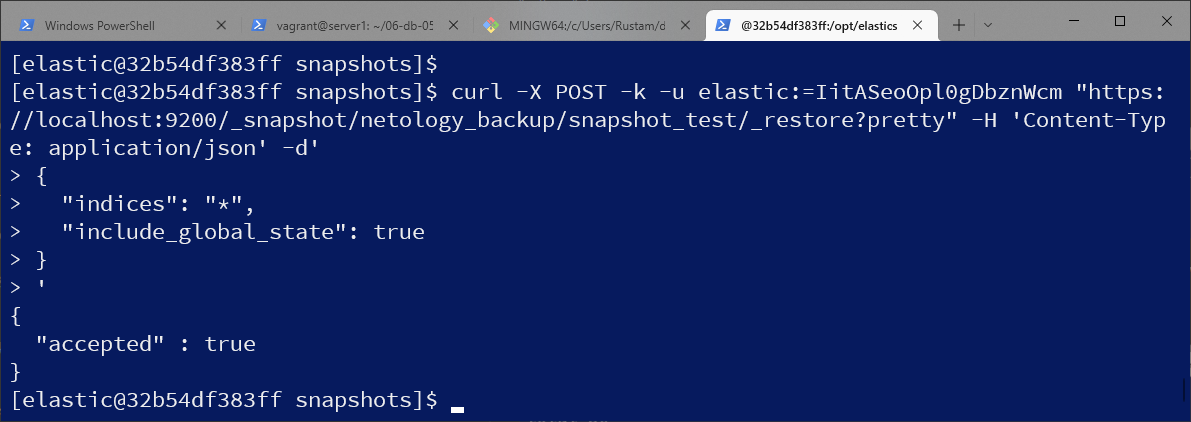 Windows PowerShell
vagrant@server1: ~/06-db-05
MINGW64:/c/Users/Rustam/d
@32b54df383ff:/opt/elastics
[elastic@32b54df383ff snapshots]$
[elastic@32b54df383ff snapshots]$ curl -X POST -k -u elastic:=IitASeoOpl0gDbznWcm "https:
//localhost:9200/_snapshot/netology_backup/snapshot_test/_restore?pretty" -H 'Content-Typ
e: application/json' -d'
> {
>   "indices": "*",
>   "include_global_state": true
> }
> '
{
  "accepted" : true
}
[elastic@32b54df383ff snapshots]$